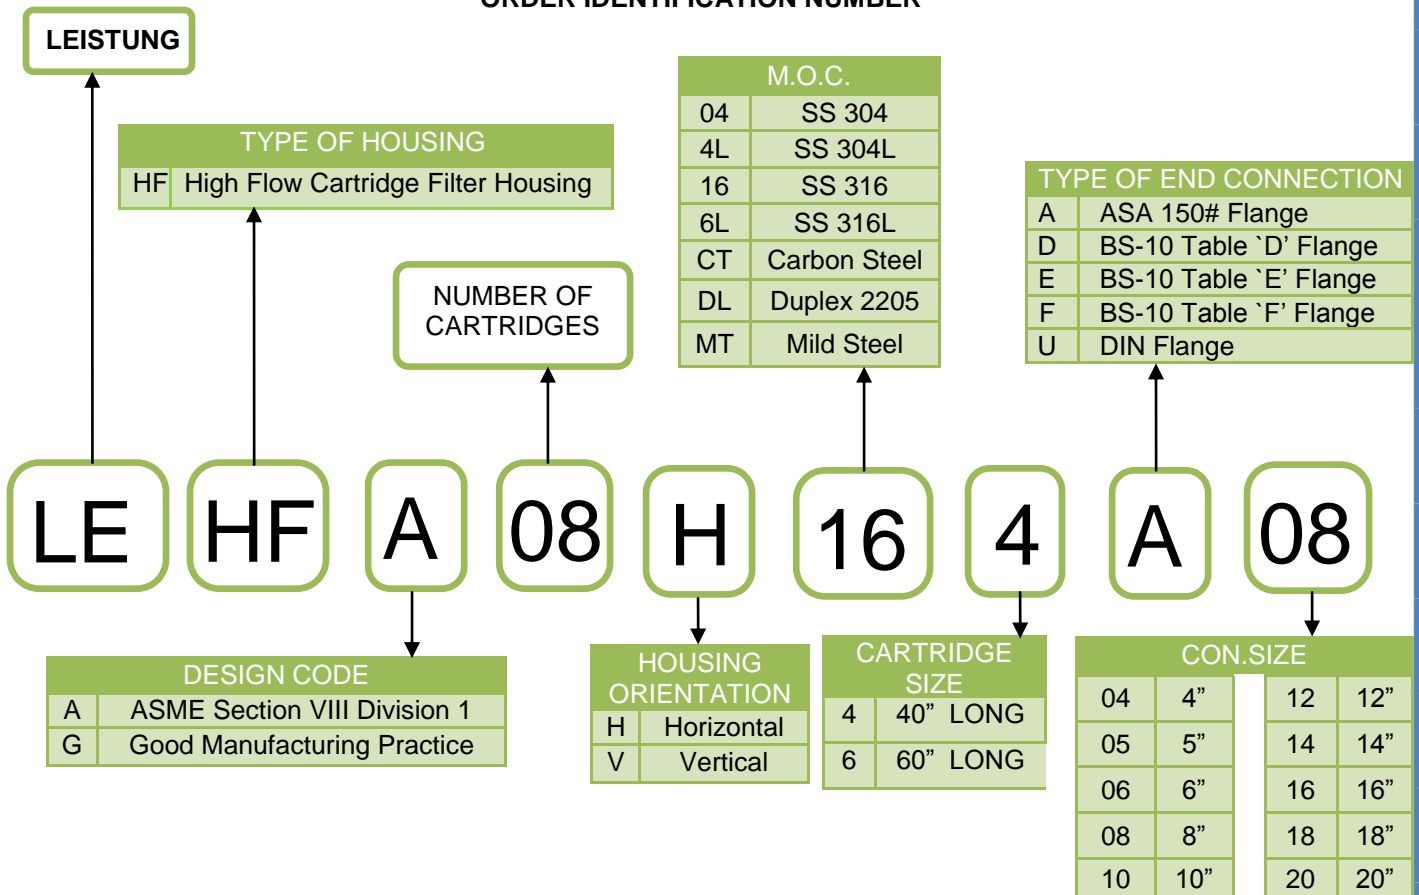 ORDER IDENTIFICATION NUMBER
LEISTUNG
TYPE OF HOUSING
HF High Flow Cartridge Filter Housing
NUMBER OF
CARTRIDGES
M.O.C.
04 SS 304
4L SS 304L
16 SS 316
6L SS 316L
CT Carbon Steel
DL Duplex 2205
MT Mild Steel
TYPE OF END CONNECTION
A ASA 150# Flange
D BS-10 Table `D’ Flange
E BS-10 Table `E’ Flange
F BS-10 Table `F’ Flange
U DIN Flange
LE HF A 08 H 16 4 A 08
DESIGN CODE
A ASME Section VIII Division 1
G Good Manufacturing Practice
HOUSING
ORIENTATION
H Horizontal
V Vertical
CARTRIDGE
SIZE
4 40” LONG
6 60” LONG
CON.SIZE
04 4” 12 12”
05 5” 14 14”
06 6” 16 16”
08 8” 18 18”
10 10” 20 20”